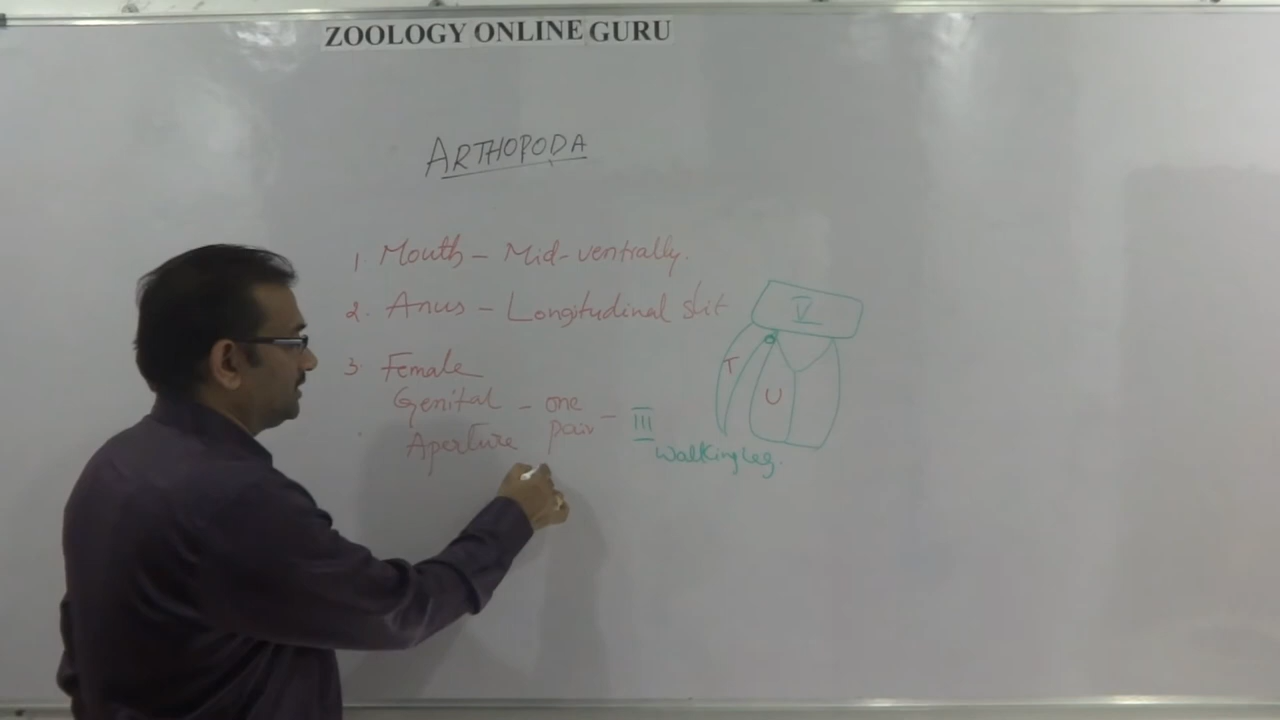 ZOOLOGY ONLINE GURU
ARTHOPODA
1 Mouth - Mid-ventrally.
2. Anus - Longitudinal slit
3. Female
Genital - one
Aperture pair - III
Walking leg.
V
T
U